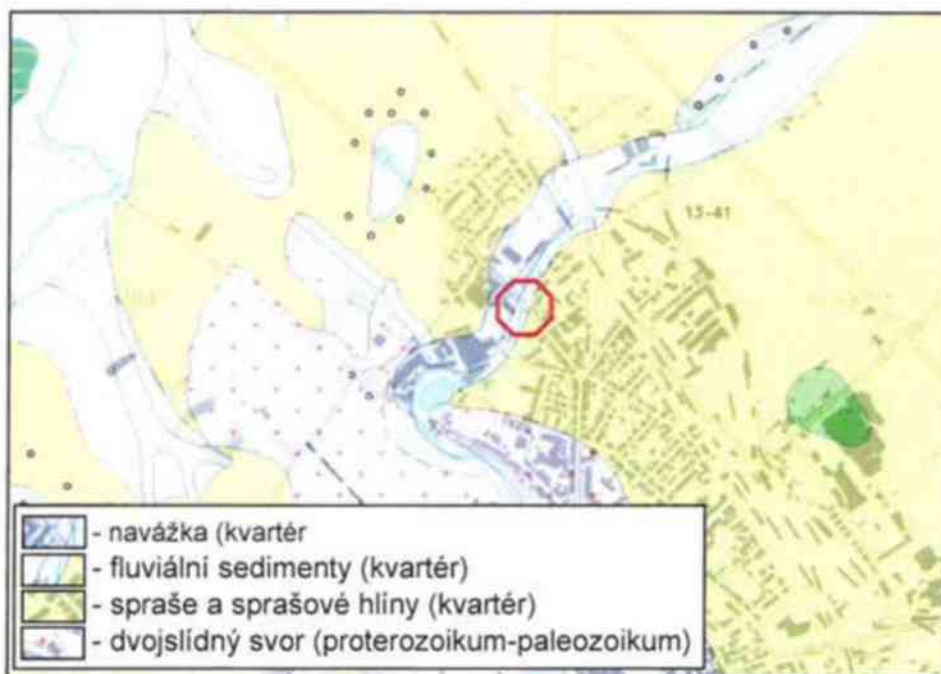 13-41
- navážka (kvartér
- fluviální sedimenty (kvartér)
- spraše a sprašové hlíny (kvartér)
- dvojslídný svor (proterozoikum-paleozoikum)